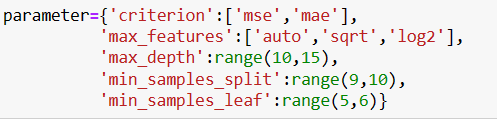 parameter={'criterion':['mse','mae'],
'max_features':['auto','sqrt','log2'],
'max_depth':range(10,15),
'min_samples_split':range(9,10),
'min_samples_leaf':range(5,6)}